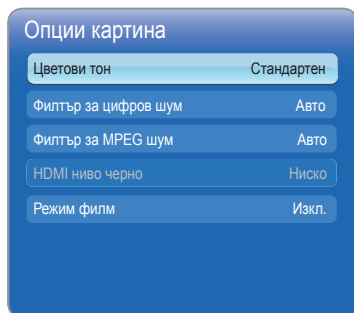 Опции картина
Цветови тон Стандартен
Филтър за цифров шум Авто
Филтър за MPEG шум Авто
HDMI ниво черно Ниско
Режим филм Изкл.